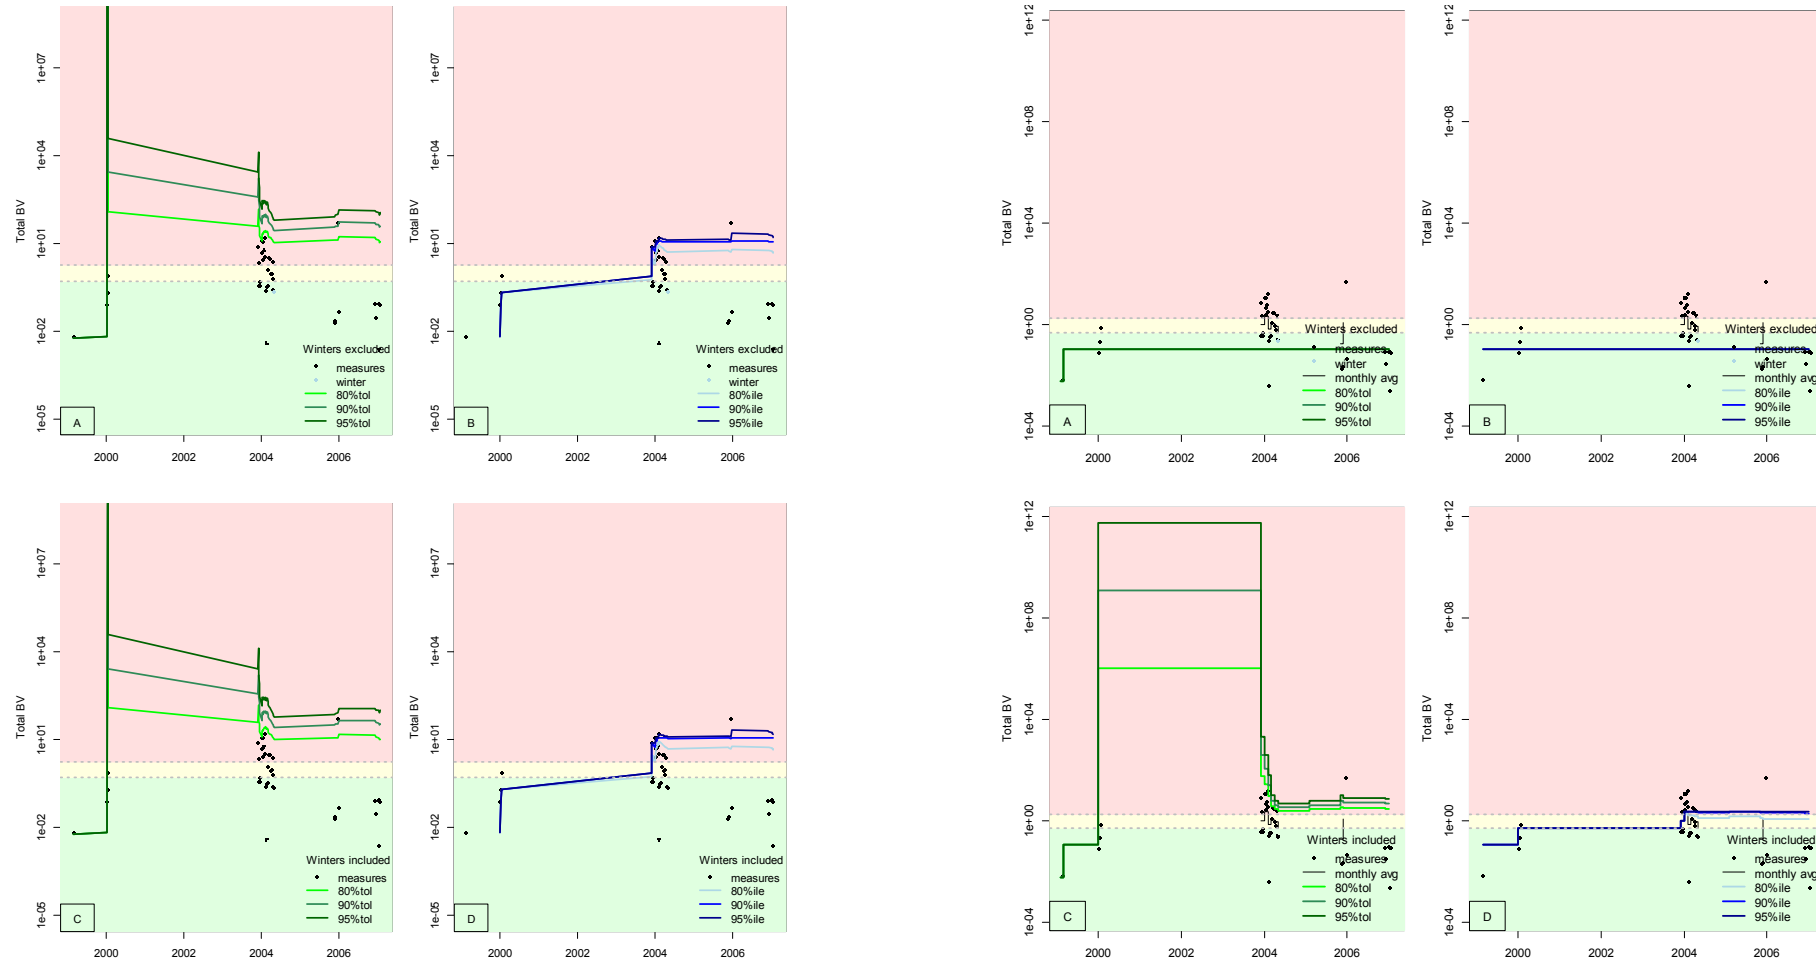 Total BV
1e+07
1e+04
1e+01
1e-02
1e-05
Winters excluded
measures
winter
80%tol
90%tol
95%tol
A
2000
2002
2004
2006
Total BV
1e+07
1e+04
1e+01
1e-02
1e-05
Winters excluded
measures
winter
80%ile
90%ile
95%ile
B
2000
2002
2004
2006
Total BV
1e+12
1e+08
1e+04
1e+00
1e-04
Winters excluded
measures
winter
monthly avg
80%tol
90%tol
95%tol
A
2000
2002
2004
2006
Total BV
1e+12
1e+08
1e+04
1e+00
1e-04
Winters excluded
measures
winter
monthly avg
80%ile
90%ile
95%ile
B
2000
2002
2004
2006
Total BV
1e+07
1e+04
1e+01
1e-02
1e-05
Winters included
measures
80%tol
90%tol
95%tol
C
2000
2002
2004
2006
Total BV
1e+07
1e+04
1e+01
1e-02
1e-05
Winters included
measures
80%ile
90%ile
95%ile
D
2000
2002
2004
2006
Total BV
1e+12
1e+08
1e+04
1e+00
1e-04
Winters included
measures
monthly avg
80%tol
90%tol
95%tol
C
2000
2002
2004
2006
Total BV
1e+12
1e+08
1e+04
1e+00
1e-04
Winters included
measures
monthly avg
80%ile
90%ile
95%ile
D
2000
2002
2004
2006